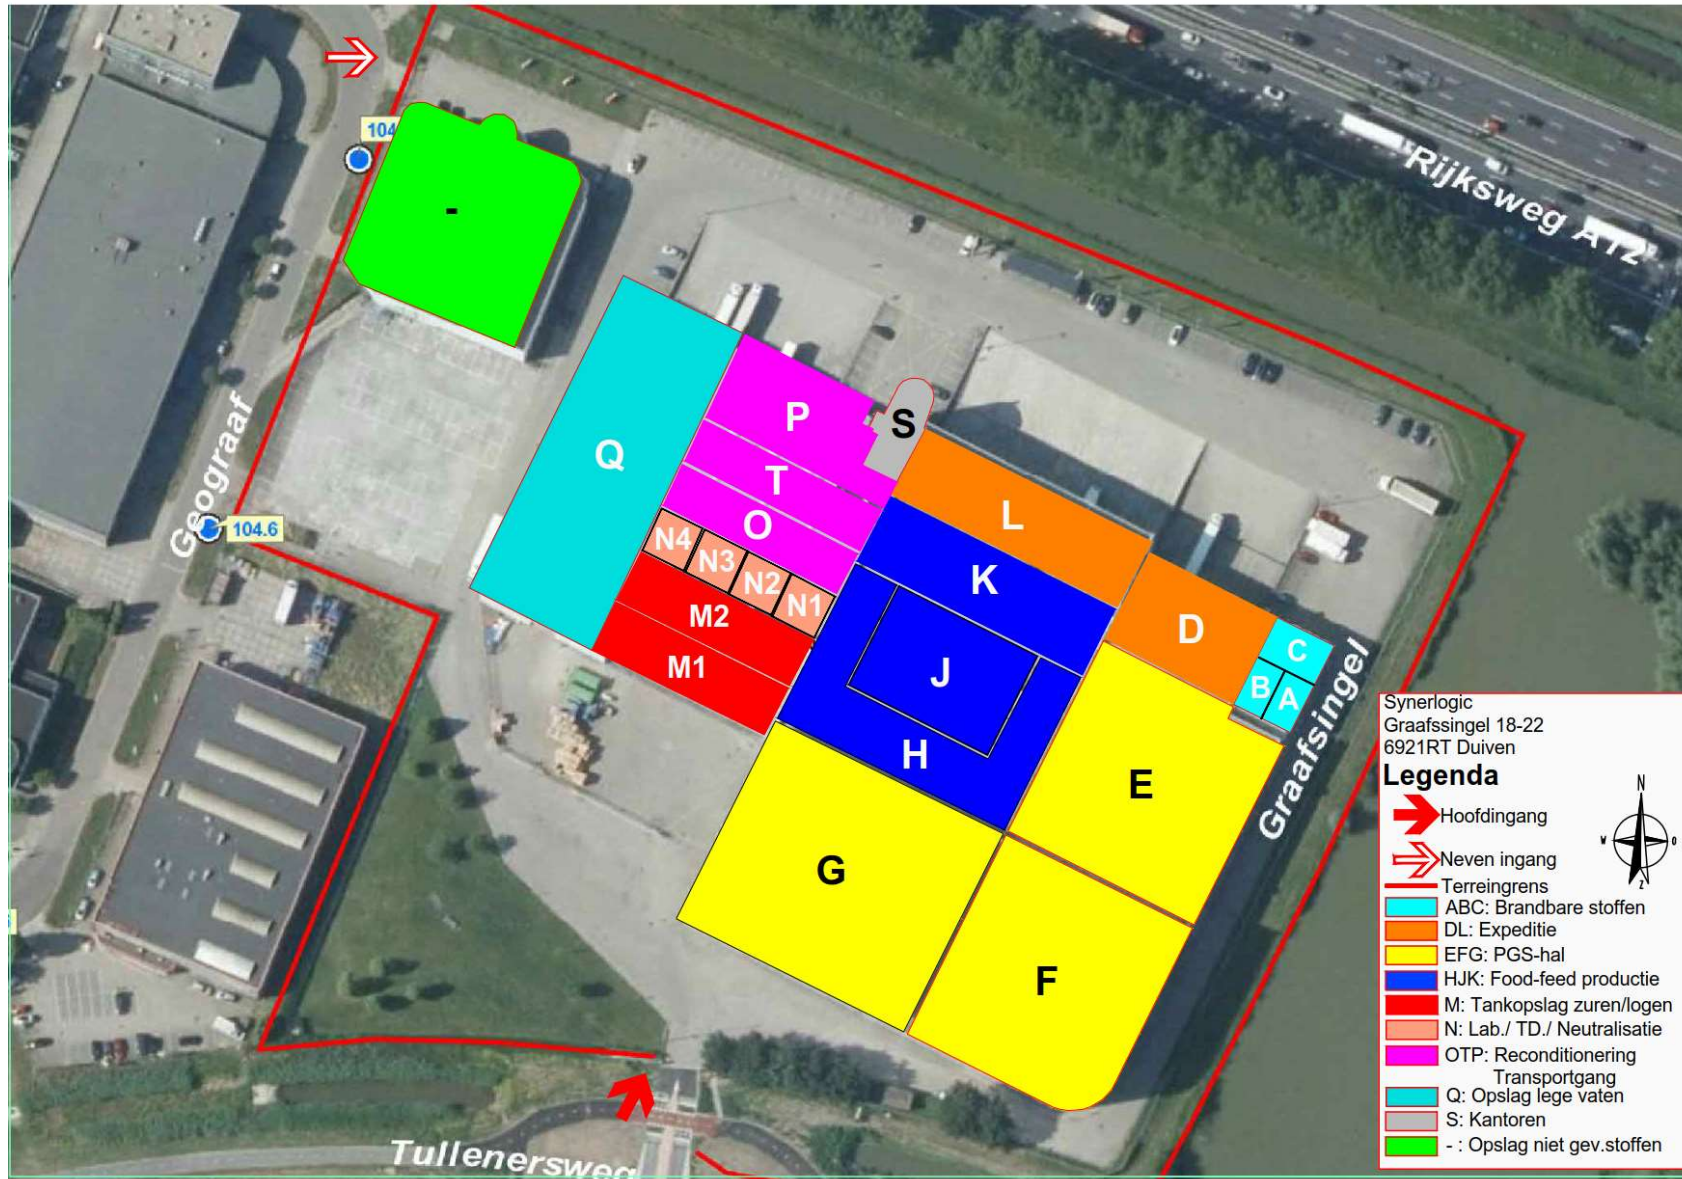 Rijksweg A12
104
-
Geograaf
104.6
Q
P
S
T
O
L
N4
N3
N2
N1
K
M2
M1
J
D
C
B
A
H
E
G
F
Graafsingel
Tullenersweg
Synerlogic
Graafssingel 18-22
6921RT Duiven
Legenda
N
W
O
Z
Hoofdingang
Neven ingang
Terreingrens
ABC: Brandbare stoffen
DL: Expeditie
EFG: PGS-hal
HJK: Food-feed productie
M: Tankopslag zuren/logen
N: Lab./ TD./ Neutralisatie
OTP: Reconditionering
Transportgang
Q: Opslag lege vaten
S: Kantoren
- : Opslag niet gev.stoffen